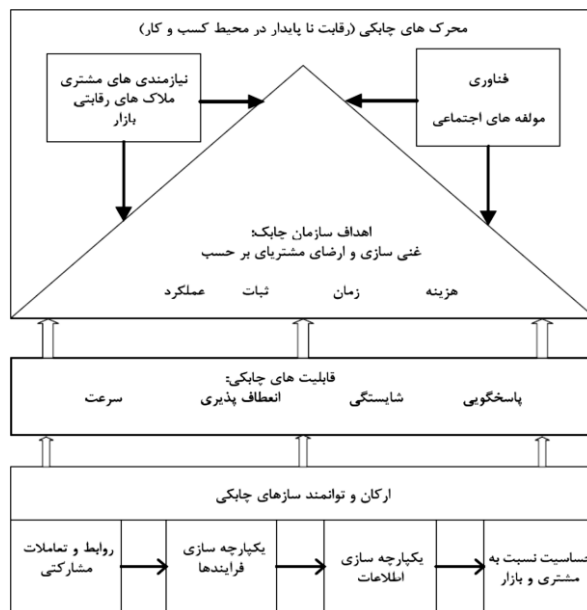 محرک های چابکی (رقابت نا پایدار در محیط کسب و کار)
فناوری
مولفه های اجتماعی
نیازمندی های مشتری
ملاک های رقابتی
بازار
اهداف سازمان چابک:
غنی سازی و ارضای مشتریای بر حسب
هزینه زمان ثبات عملکرد
قابلیت های چابکی:
پاسخگویی شایستگی انعطاف پذیری سرعت
ارکان و توانمند سازهای چابکی
حساسیت نسبت به
مشتری و بازار
یکپارچه سازی
اطلاعات
یکپارچه سازی
فرایندها
روابط و تعاملات
مشارکتی